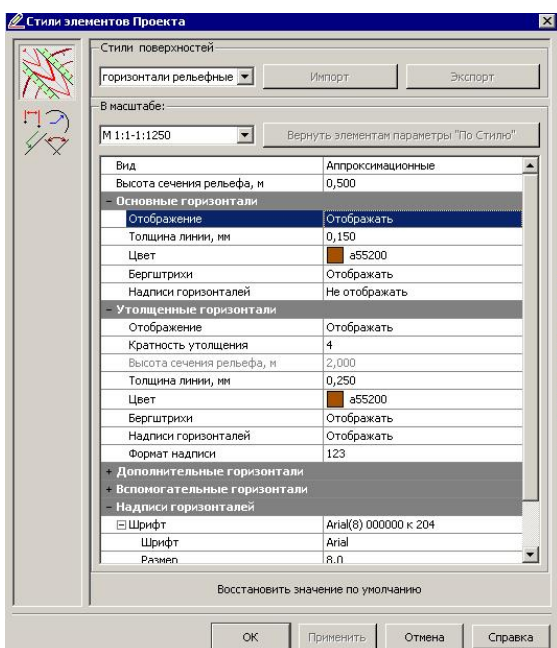 Стили элементов Проекта
Стили поверхностей
горизонтали рельефные
Импорт
Экспорт
В масштабе:
М 1:1-1:1250
Вернуть элементам параметры "По Стилю"
Вид Аппроксимационные
Высота сечения рельефа, м 0,500
- Основные горизонтали
Отображение Отображать
Толщина линии, мм 0,150
Цвет a55200
Бергштрихи Отображать
Надписи горизонталей Не отображать
- Утолщенные горизонтали
Отображение Отображать
Кратность утолщения 4
Высота сечения рельефа, м 2,000
Толщина линии, мм 0,250
Цвет a55200
Бергштрихи Отображать
Надписи горизонталей Отображать
Формат надписи 123
+ Дополнительные горизонтали
+ Вспомогательные горизонтали
- Надписи горизонталей
Шрифт Arial(8) 000000 к 204
Шрифт Arial
Размер 8.0
Восстановить значение по умолчанию
ОК
Применить
Отмена
Справка